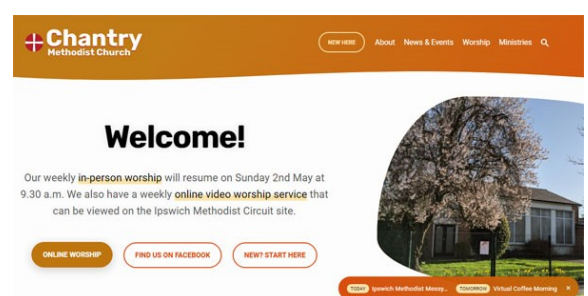 Chantry
Methodist Church
NEW HERE About News & Events Worship Ministries
Welcome!
Our weekly in-person worship will resume on Sunday 2nd May at
9.30 a.m. We also have a weekly online video worship service that
can be viewed on the Ipswich Methodist Circuit site.
ONLINE WORSHIP FIND US ON FACEBOOK NEW? START HERE
TODAY Ipswich Methodist Messy... TOMORROW Virtual Coffee Morning ×